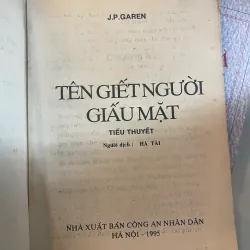 J.P.GAREN
TÊN GIẾT NGƯỜI
GIẤU MẶT
TIỂU THUYẾT
Người dịch : HÀ TÀI
NHÀ XUẤT BẢN CÔNG AN NHÂN DÂN
HÀ NỘI - 1995